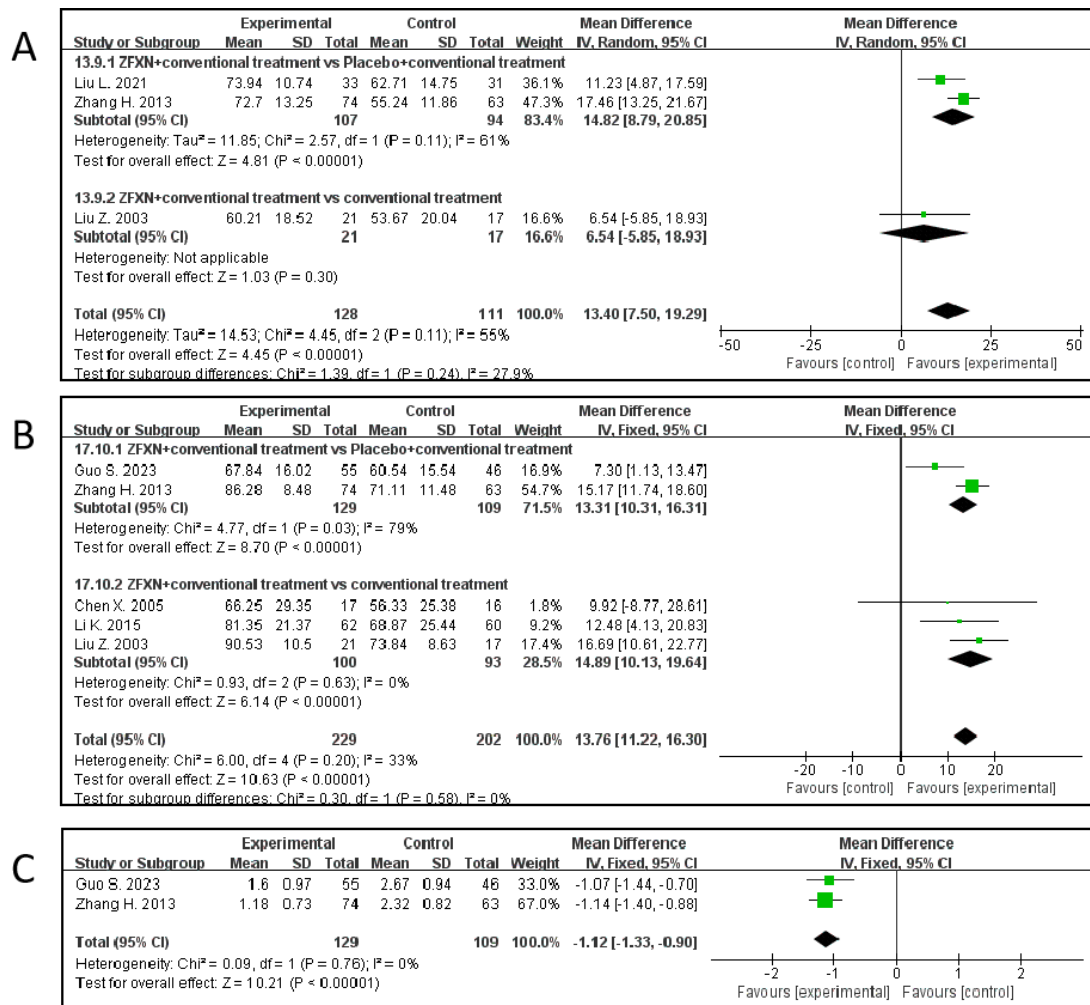 A
Experimental Control Mean Difference Mean Difference
Study or Subgroup Mean SD Total Mean SD Total Weight IV, Random, 95% CI IV, Random, 95% CI
13.9.1 ZFXN+conventional treatment vs Placebo+conventional treatment
Liu L. 2021 73.94 10.74 33 62.71 14.75 31 36.1% 11.23 [4.87, 17.59]
Zhang H. 2013 72.7 13.25 74 55.24 11.86 63 47.3% 17.46 [13.25, 21.67]
Subtotal (95% CI) 107 94 83.4% 14.82 [8.79, 20.85]
Heterogeneity: Tau² = 11.85; Chi² = 2.57, df = 1 (P = 0.11); I² = 61%
Test for overall effect: Z = 4.81 (P < 0.00001)
13.9.2 ZFXN+conventional treatment vs conventional treatment
Liu Z. 2003 60.21 18.52 21 53.67 20.04 17 16.6% 6.54 [-5.85, 18.93]
Subtotal (95% CI) 21 17 16.6% 6.54 [-5.85, 18.93]
Heterogeneity: Not applicable
Test for overall effect: Z = 1.03 (P = 0.30)
Total (95% CI) 128 111 100.0% 13.40 [7.50, 19.29]
Heterogeneity: Tau² = 14.53; Chi² = 4.45, df = 2 (P = 0.11); I² = 55%
Test for overall effect: Z = 4.45 (P < 0.00001)
Test for subgroup differences: Chi² = 1.39, df = 1 (P = 0.24), I² = 27.9%
-50 -25 0 25 50
Favours [control] Favours [experimental]
B
Experimental Control Mean Difference Mean Difference
Study or Subgroup Mean SD Total Mean SD Total Weight IV, Fixed, 95% CI IV, Fixed, 95% CI
17.10.1 ZFXN+conventional treatment vs Placebo+conventional treatment
Guo S. 2023 67.84 16.02 55 60.54 15.54 46 16.9% 7.30 [1.13, 13.47]
Zhang H. 2013 86.28 8.48 74 71.11 11.48 63 54.7% 15.17 [11.74, 18.60]
Subtotal (95% CI) 129 109 71.5% 13.31 [10.31, 16.31]
Heterogeneity: Chi² = 4.77, df = 1 (P = 0.03); I² = 79%
Test for overall effect: Z = 8.70 (P < 0.00001)
17.10.2 ZFXN+conventional treatment vs conventional treatment
Chen X. 2005 66.25 29.35 17 56.33 25.38 16 1.8% 9.92 [-8.77, 28.61]
Li K. 2015 81.35 21.37 62 68.87 25.44 60 9.2% 12.48 [4.13, 20.83]
Liu Z. 2003 90.53 10.5 21 73.84 8.63 17 17.4% 16.69 [10.61, 22.77]
Subtotal (95% CI) 100 93 28.5% 14.89 [10.13, 19.64]
Heterogeneity: Chi² = 0.93, df = 2 (P = 0.63); I² = 0%
Test for overall effect: Z = 6.14 (P < 0.00001)
Total (95% CI) 229 202 100.0% 13.76 [11.22, 16.30]
Heterogeneity: Chi² = 6.00, df = 4 (P = 0.20); I² = 33%
Test for overall effect: Z = 10.63 (P < 0.00001)
Test for subgroup differences: Chi² = 0.30, df = 1 (P = 0.58), I² = 0%
-20 -10 0 10 20
Favours [control] Favours [experimental]
C
Experimental Control Mean Difference Mean Difference
Study or Subgroup Mean SD Total Mean SD Total Weight IV, Fixed, 95% CI IV, Fixed, 95% CI
Guo S. 2023 1.6 0.97 55 2.67 0.94 46 33.0% -1.07 [-1.44, -0.70]
Zhang H. 2013 1.18 0.73 74 2.32 0.82 63 67.0% -1.14 [-1.40, -0.88]
Total (95% CI) 129 109 100.0% -1.12 [-1.33, -0.90]
Heterogeneity: Chi² = 0.09, df = 1 (P = 0.76); I² = 0%
Test for overall effect: Z = 10.21 (P < 0.00001)
-2 -1 0 1 2
Favours [experimental] Favours [control]